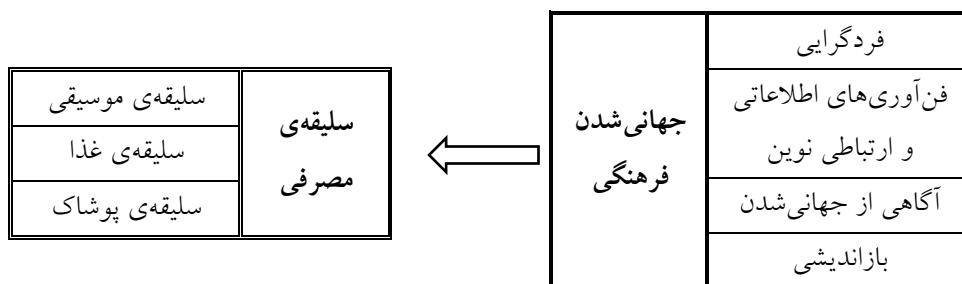 فردگرایی
فن‌آوری‌های اطلاعاتی
و ارتباطی نوین
آگاهی از جهانی‌شدن
بازاندیشی
جهانی‌شدن
فرهنگی
سلیقه‌ی
مصرفی
سلیقه‌ی موسیقی
سلیقه‌ی غذا
سلیقه‌ی پوشاک